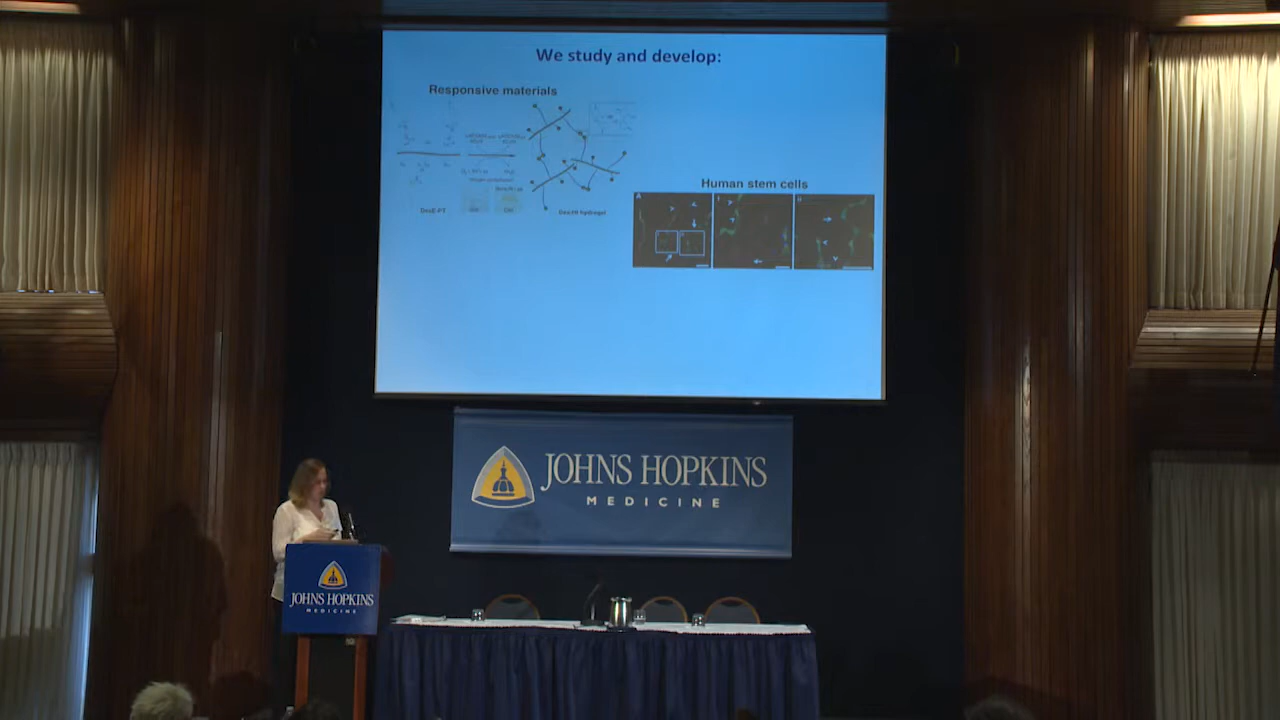 We study and develop:
Responsive materials
Human stem cells
A
JOHNS HOPKINS
MEDICINE
JOHNS HOPKINS
MEDICINE